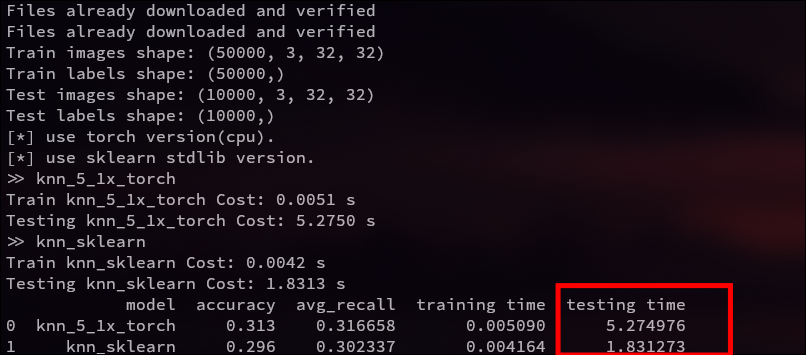 Files already downloaded and verified
Files already downloaded and verified
Train images shape: (50000, 3, 32, 32)
Train labels shape: (50000,)
Test images shape: (10000, 3, 32, 32)
Test labels shape: (10000,)
[*] use torch version(cpu).
[*] use sklearn stdlib version.
>> knn_5_1x_torch
Train knn_5_1x_torch Cost: 0.0051 s
Testing knn_5_1x_torch Cost: 5.2750 s
>> knn_sklearn
Train knn_sklearn Cost: 0.0042 s
Testing knn_sklearn Cost: 1.8313 s
model accuracy avg_recall training time testing time
0 knn_5_1x_torch 0.313 0.316658 0.005090 5.274976
1 knn_sklearn 0.296 0.302337 0.004164 1.831273